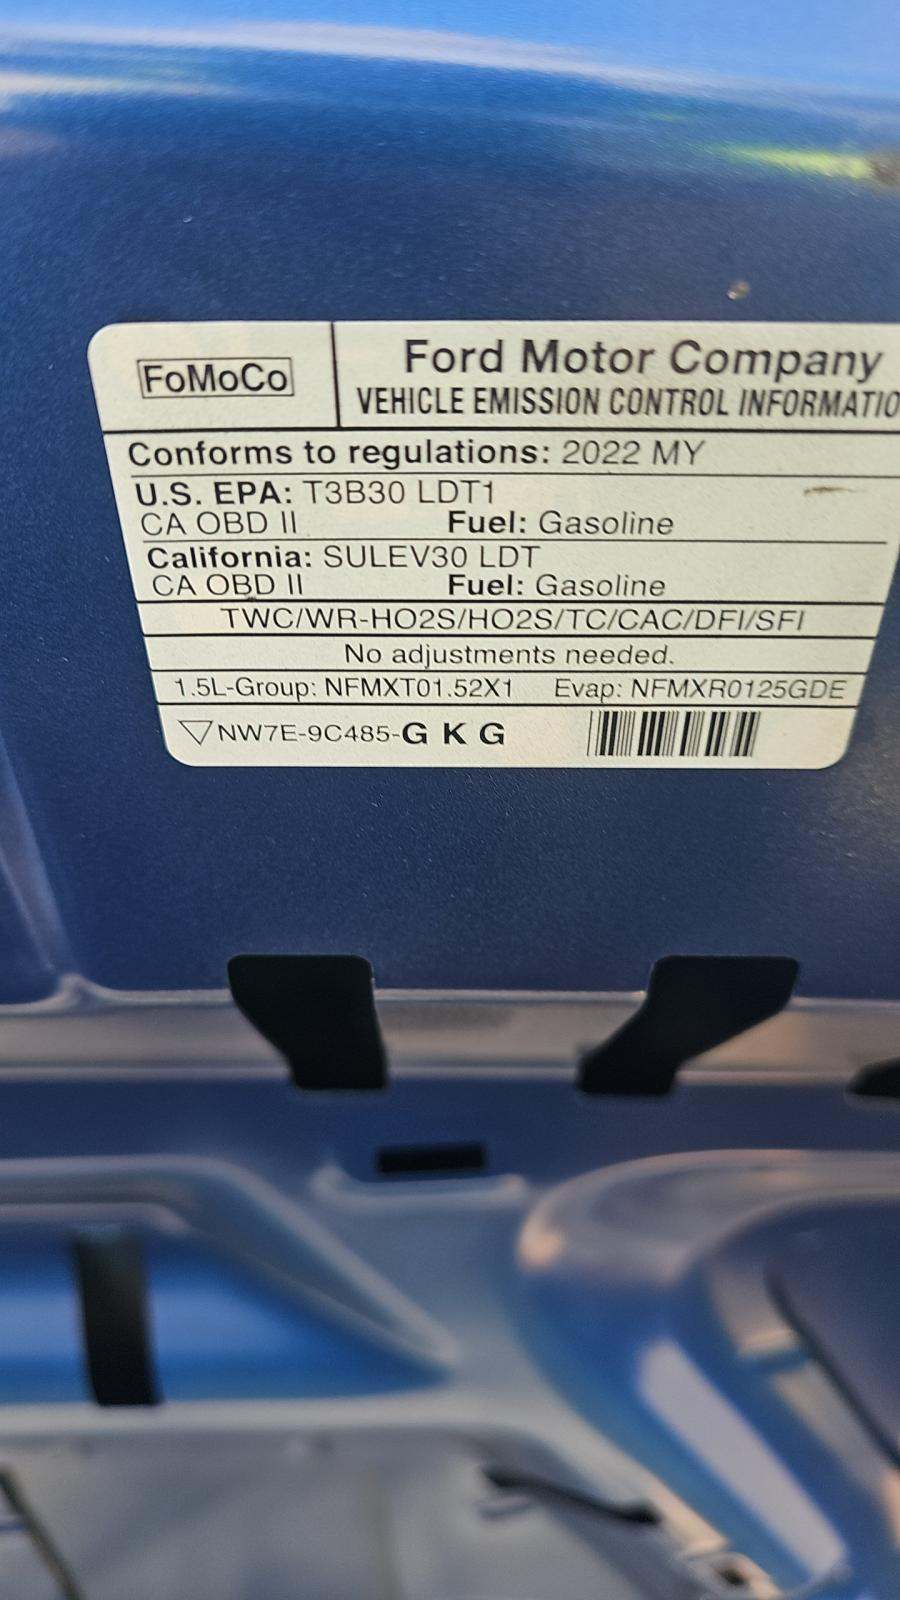 FoMoCo
Ford Motor Company
VEHICLE EMISSION CONTROL INFORMATIO
Conforms to regulations: 2022 MY
U.S. EPA: T3B30 LDT1
CA OBD II Fuel: Gasoline
California: SULEV30 LDT
CA OBD II Fuel: Gasoline
TWC/WR-HO2S/HO2S/TC/CAC/DFI/SFI
No adjustments needed.
1.5L-Group: NFMXT01.52X1 Evap: NFMXR0125GDE
NW7E-9C485-G K G